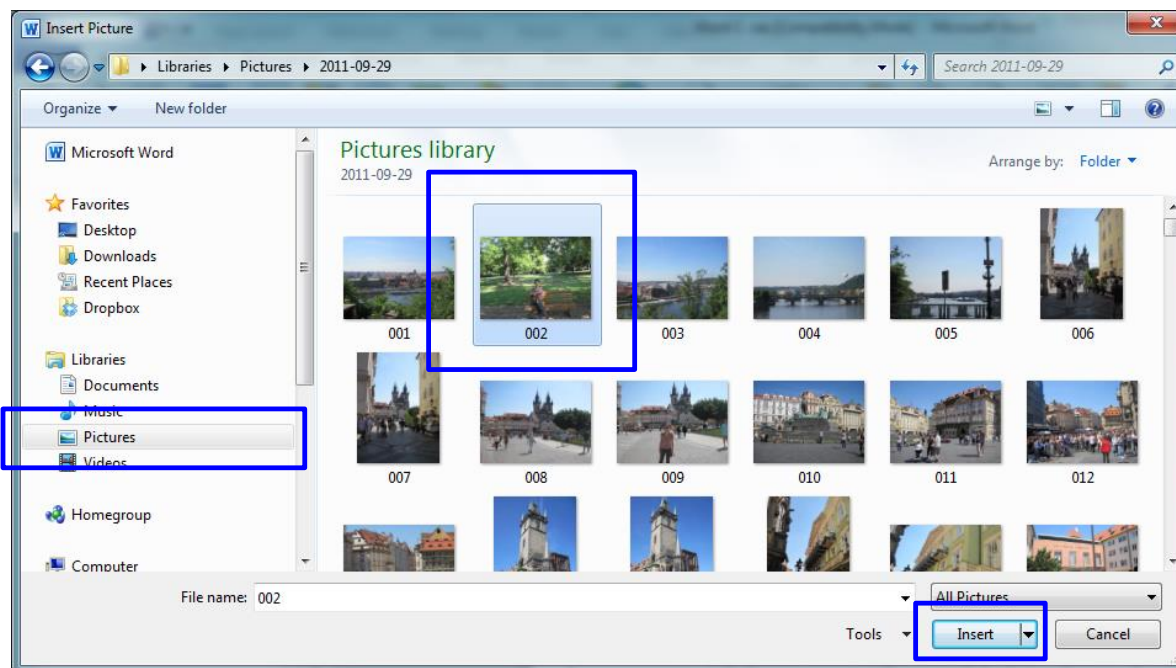 Insert Picture
Libraries Pictures 2011-09-29
Search 2011-09-29
Organize New folder
Microsoft Word
Favorites
Desktop
Downloads
Recent Places
Dropbox
Libraries
Documents
Music
Pictures
Videos
Homegroup
Computer
Pictures library
2011-09-29
Arrange by: Folder
001 002 003 004 005 006
007 008 009 010 011 012
File name: 002
All Pictures
Tools Insert Cancel